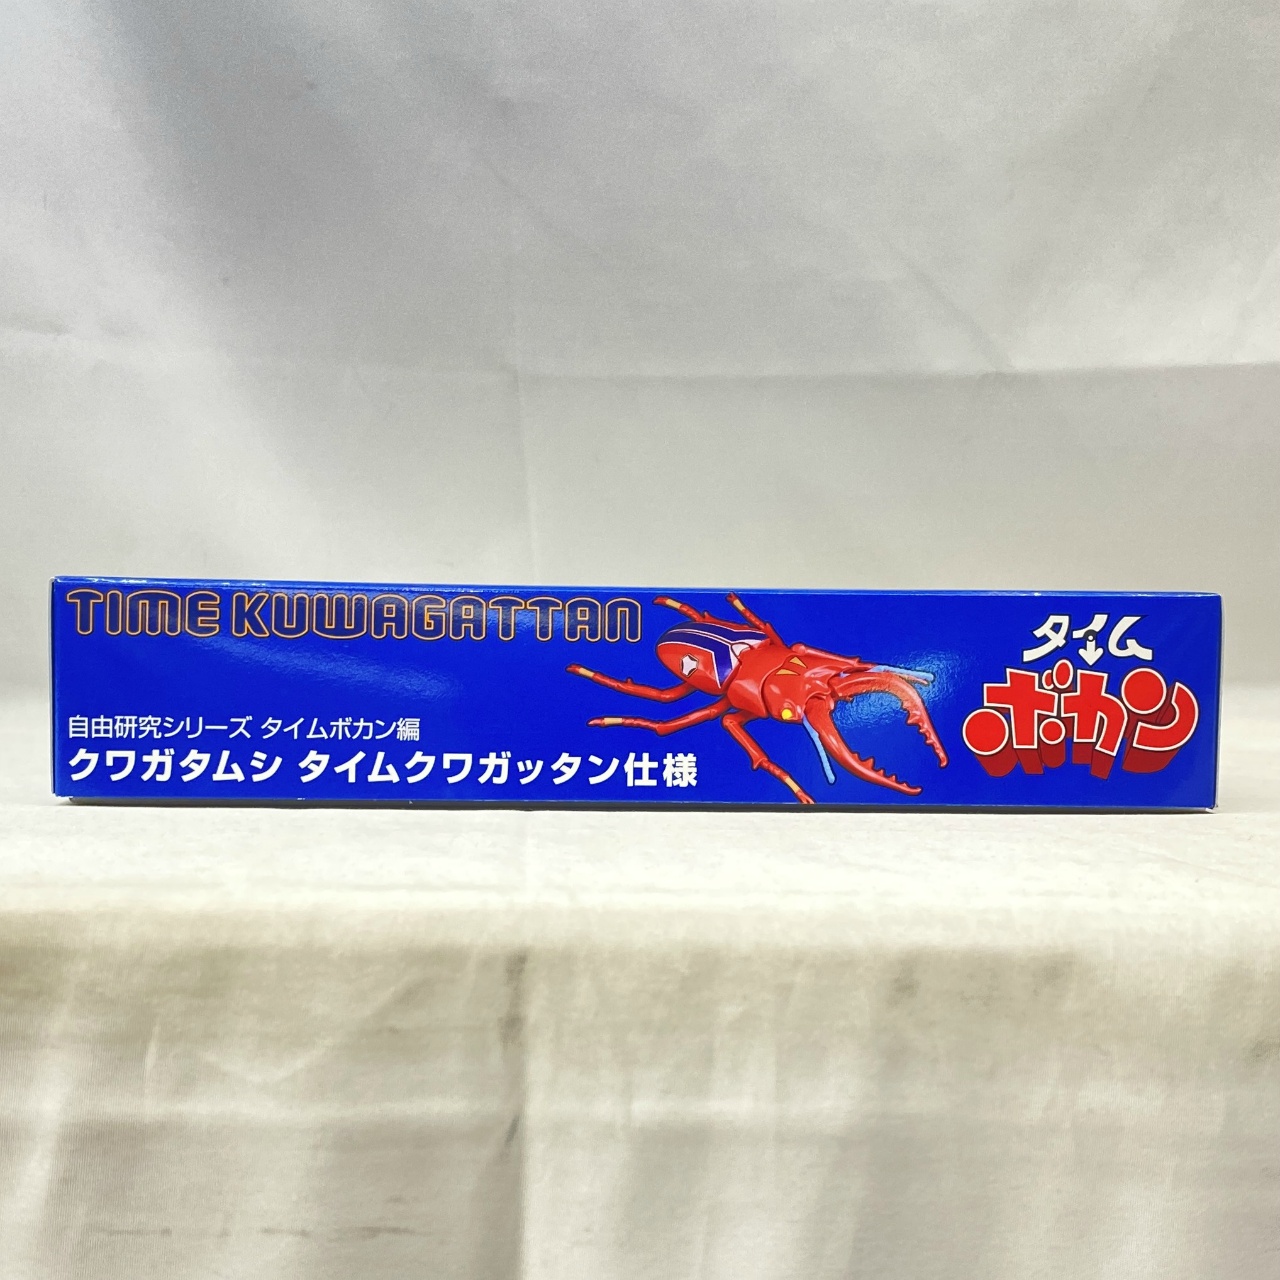 TIME KUWAGATTAN
自由研究シリーズ タイムボカン編
クワガタムシ タイムクワガッタン仕様
タイム
ボカン